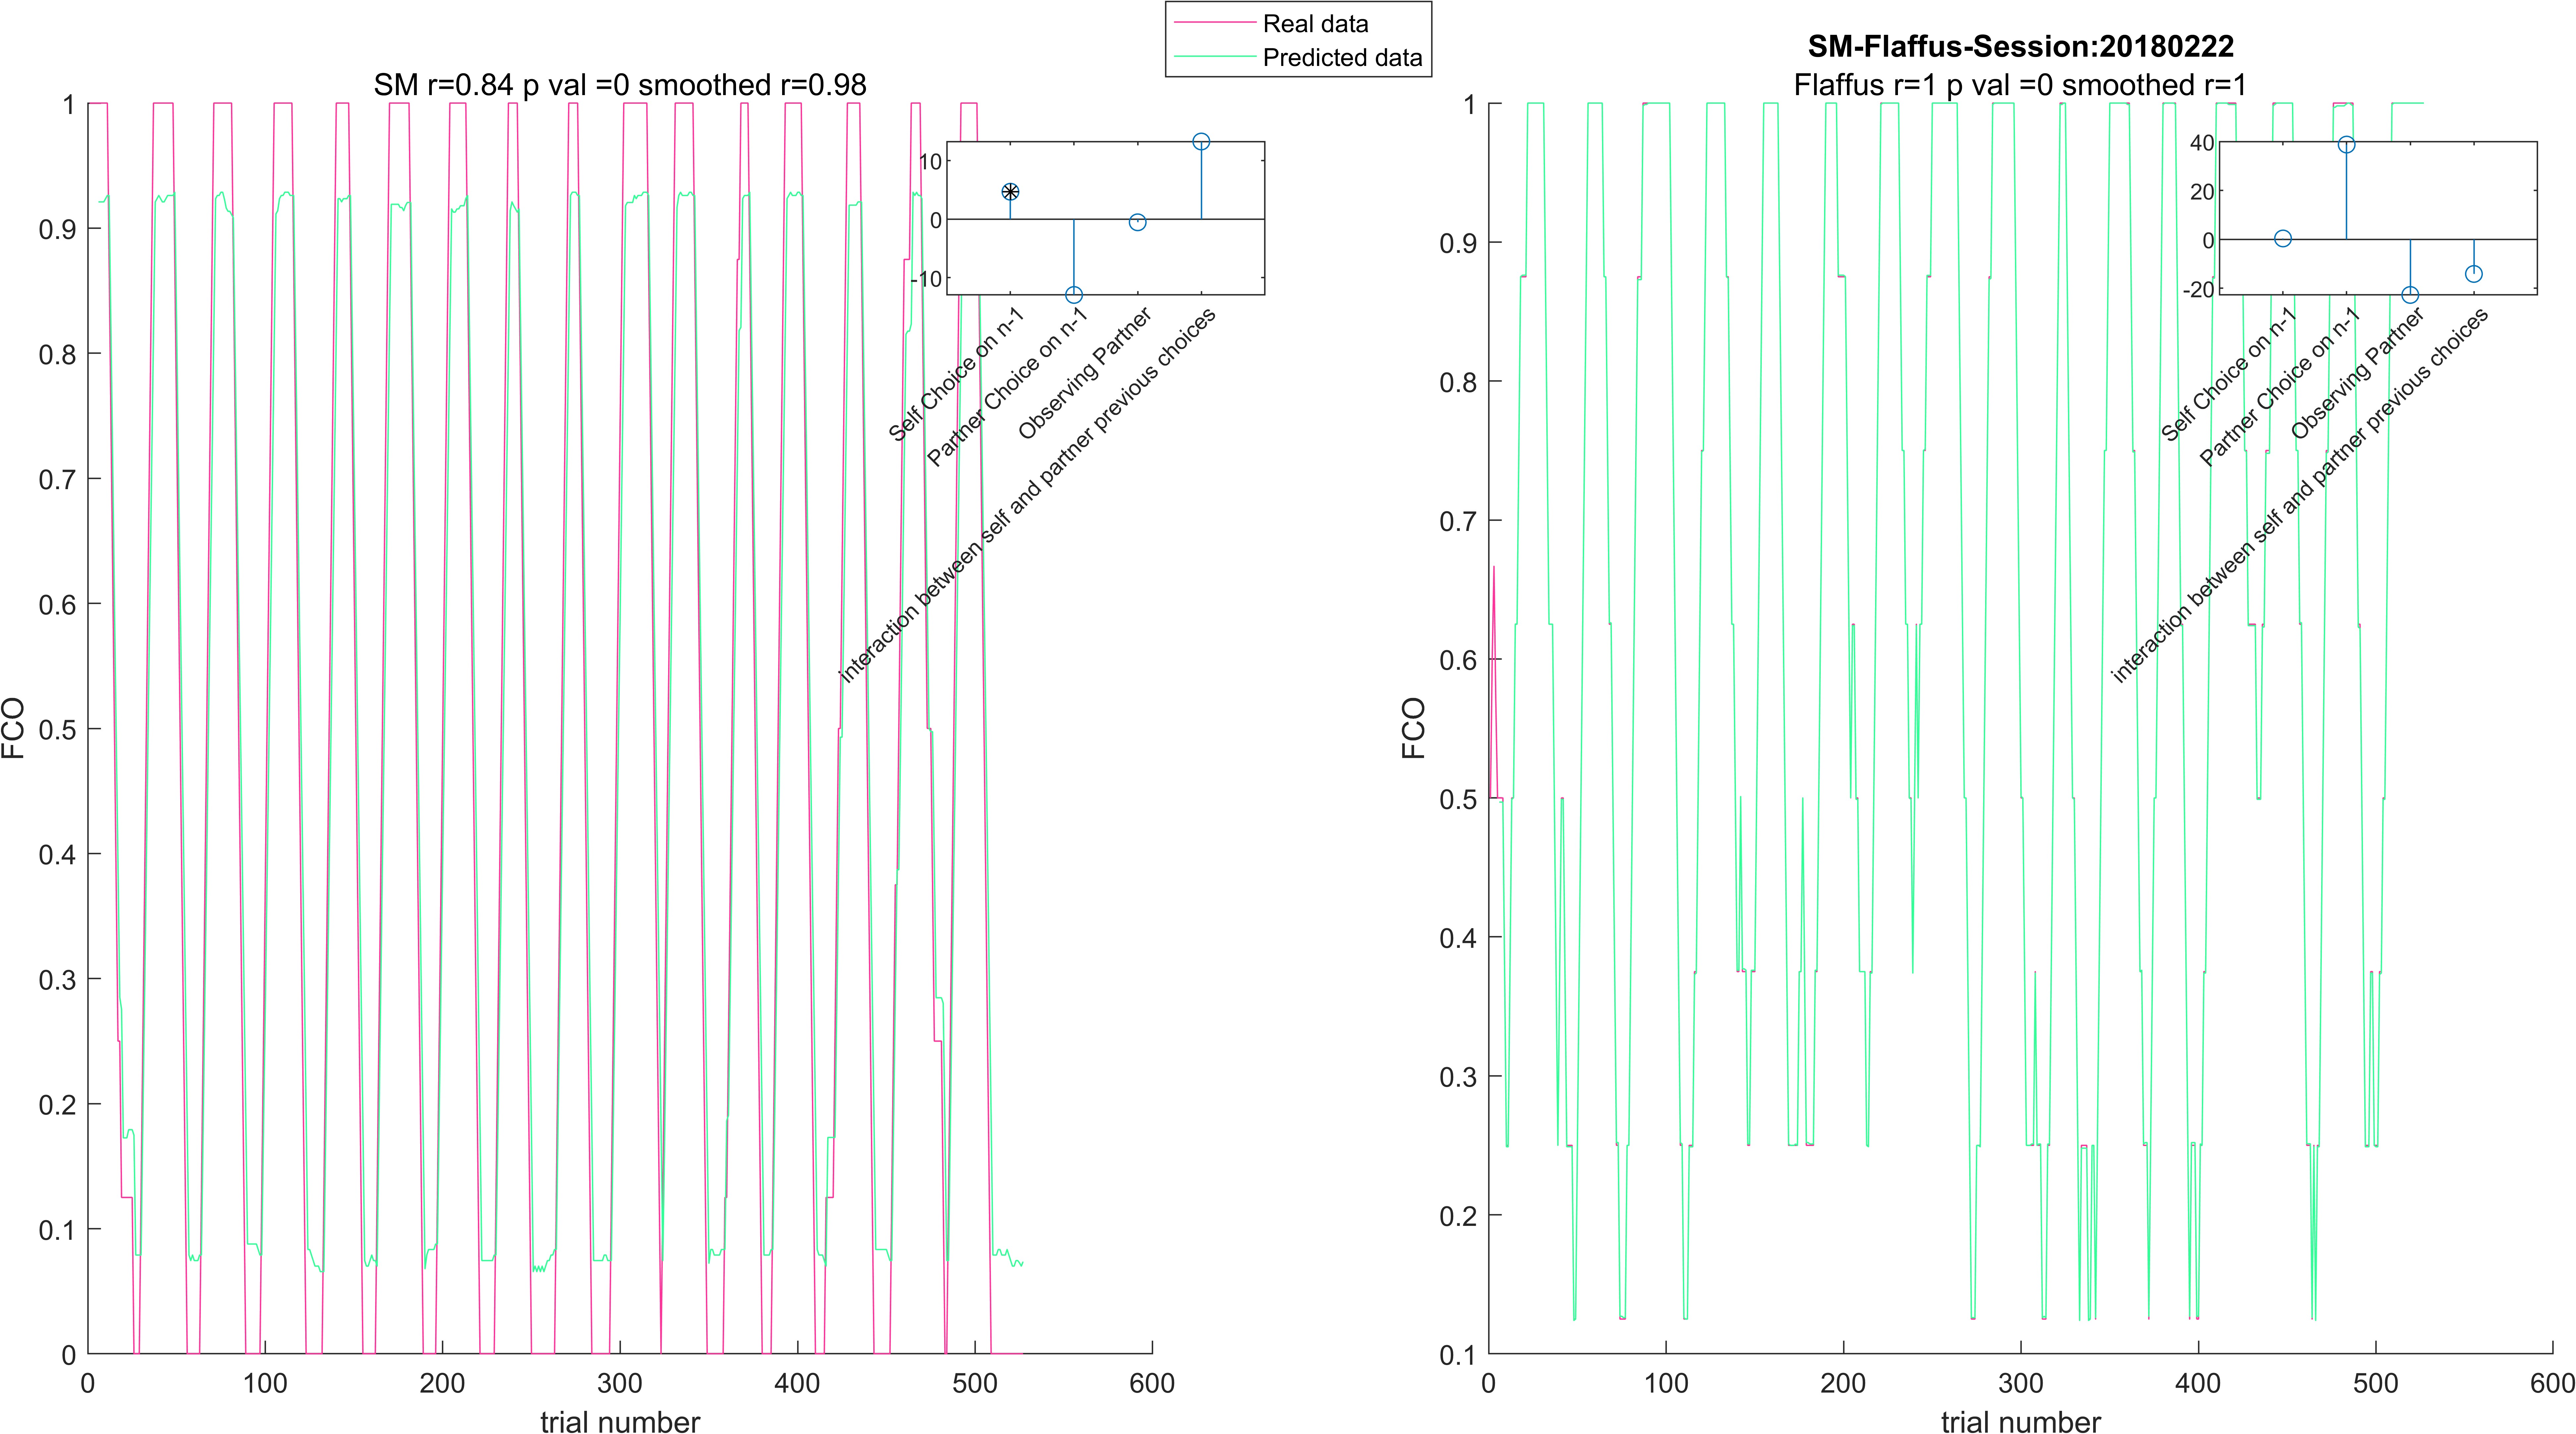 Real data
Predicted data
SM r=0.84 p val =0 smoothed r=0.98
1
0.9
0.8
0.7
0.6
0.5
0.4
0.3
0.2
0.1
0
FCO
0 100 200 300 400 500 600
trial number
10
0
-10
Self Choice on n-1
Partner Choice on n-1
Observing Partner
interaction between self and partner previous choices
SM-Flaffus-Session:20180222
Flaffus r=1 p val =0 smoothed r=1
1
0.9
0.8
0.7
0.6
0.5
0.4
0.3
0.2
0.1
FCO
0 100 200 300 400 500 600
trial number
40
20
0
-20
Self Choice on n-1
Partner Choice on n-1
Observing Partner
interaction between self and partner previous choices